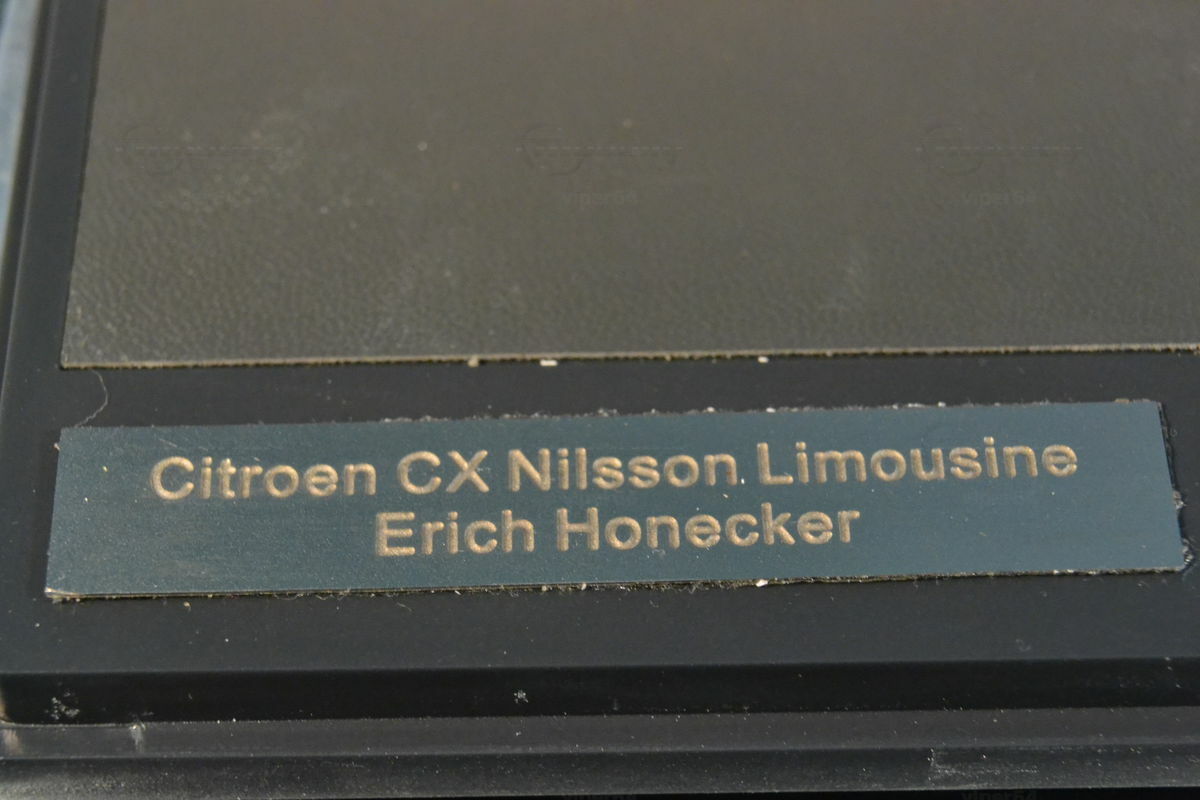 Citroen CX Nilsson Limousine
Erich Honecker